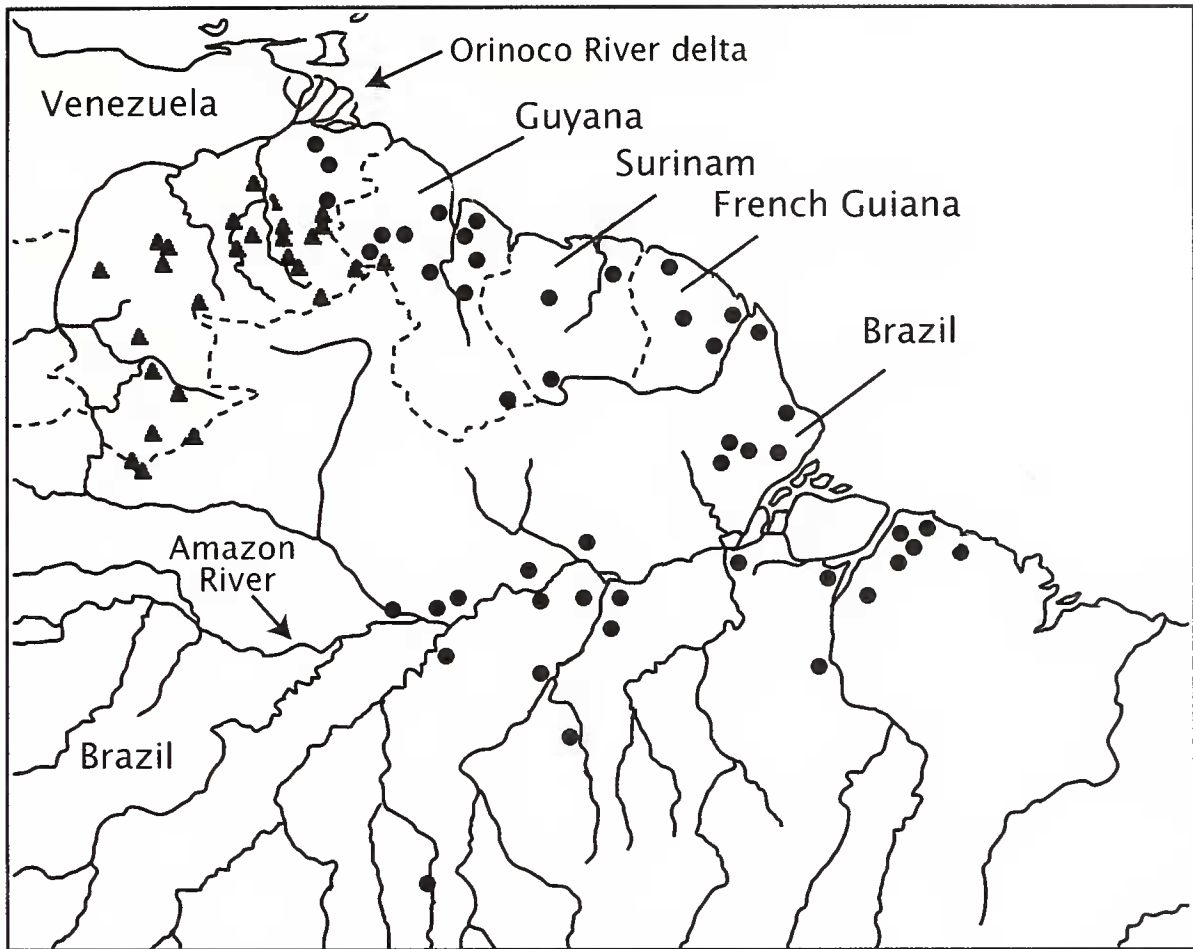 Orinoco River delta
Venezuela
Guyana
Surinam
French Guiana
Brazil
Amazon
River
Brazil